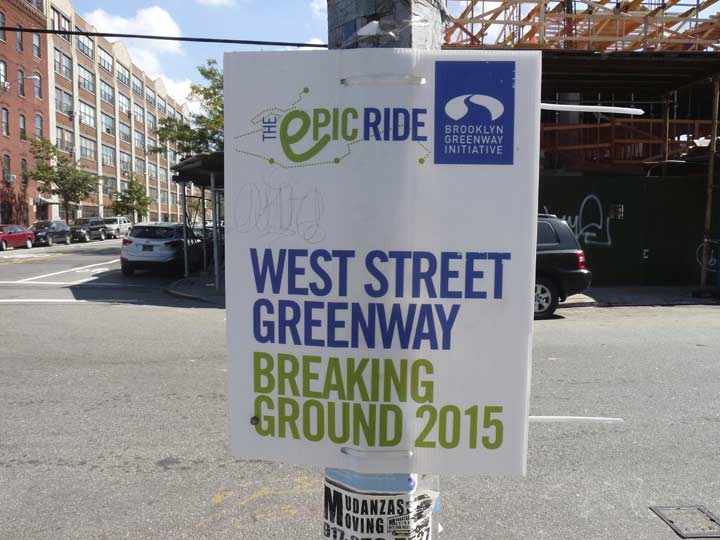 THE ePIC RIDE
BROOKLYN
GREENWAY
INITIATIVE
WEST STREET
GREENWAY
BREAKING
GROUND 2015
MUDANZAS
MOVING